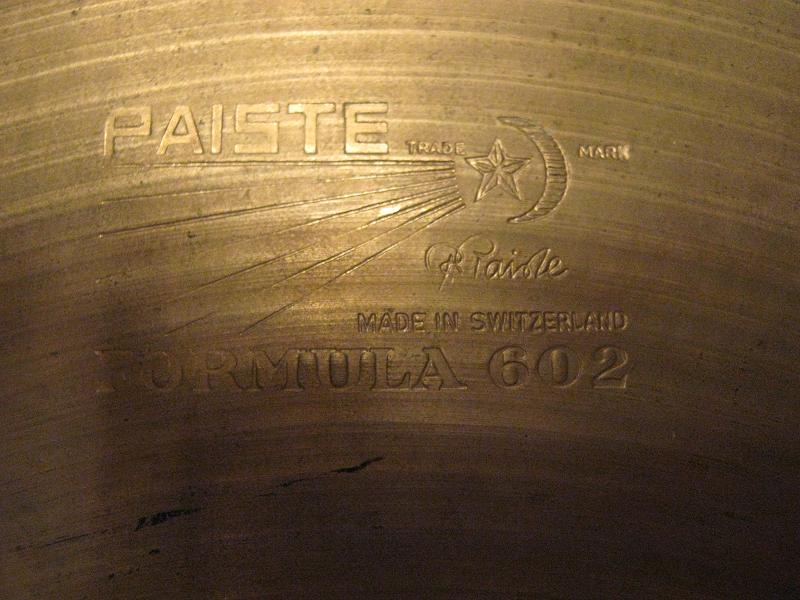 PAISTE
TRADE MARK
R Paiste
MADE IN SWITZERLAND
FORMULA 602